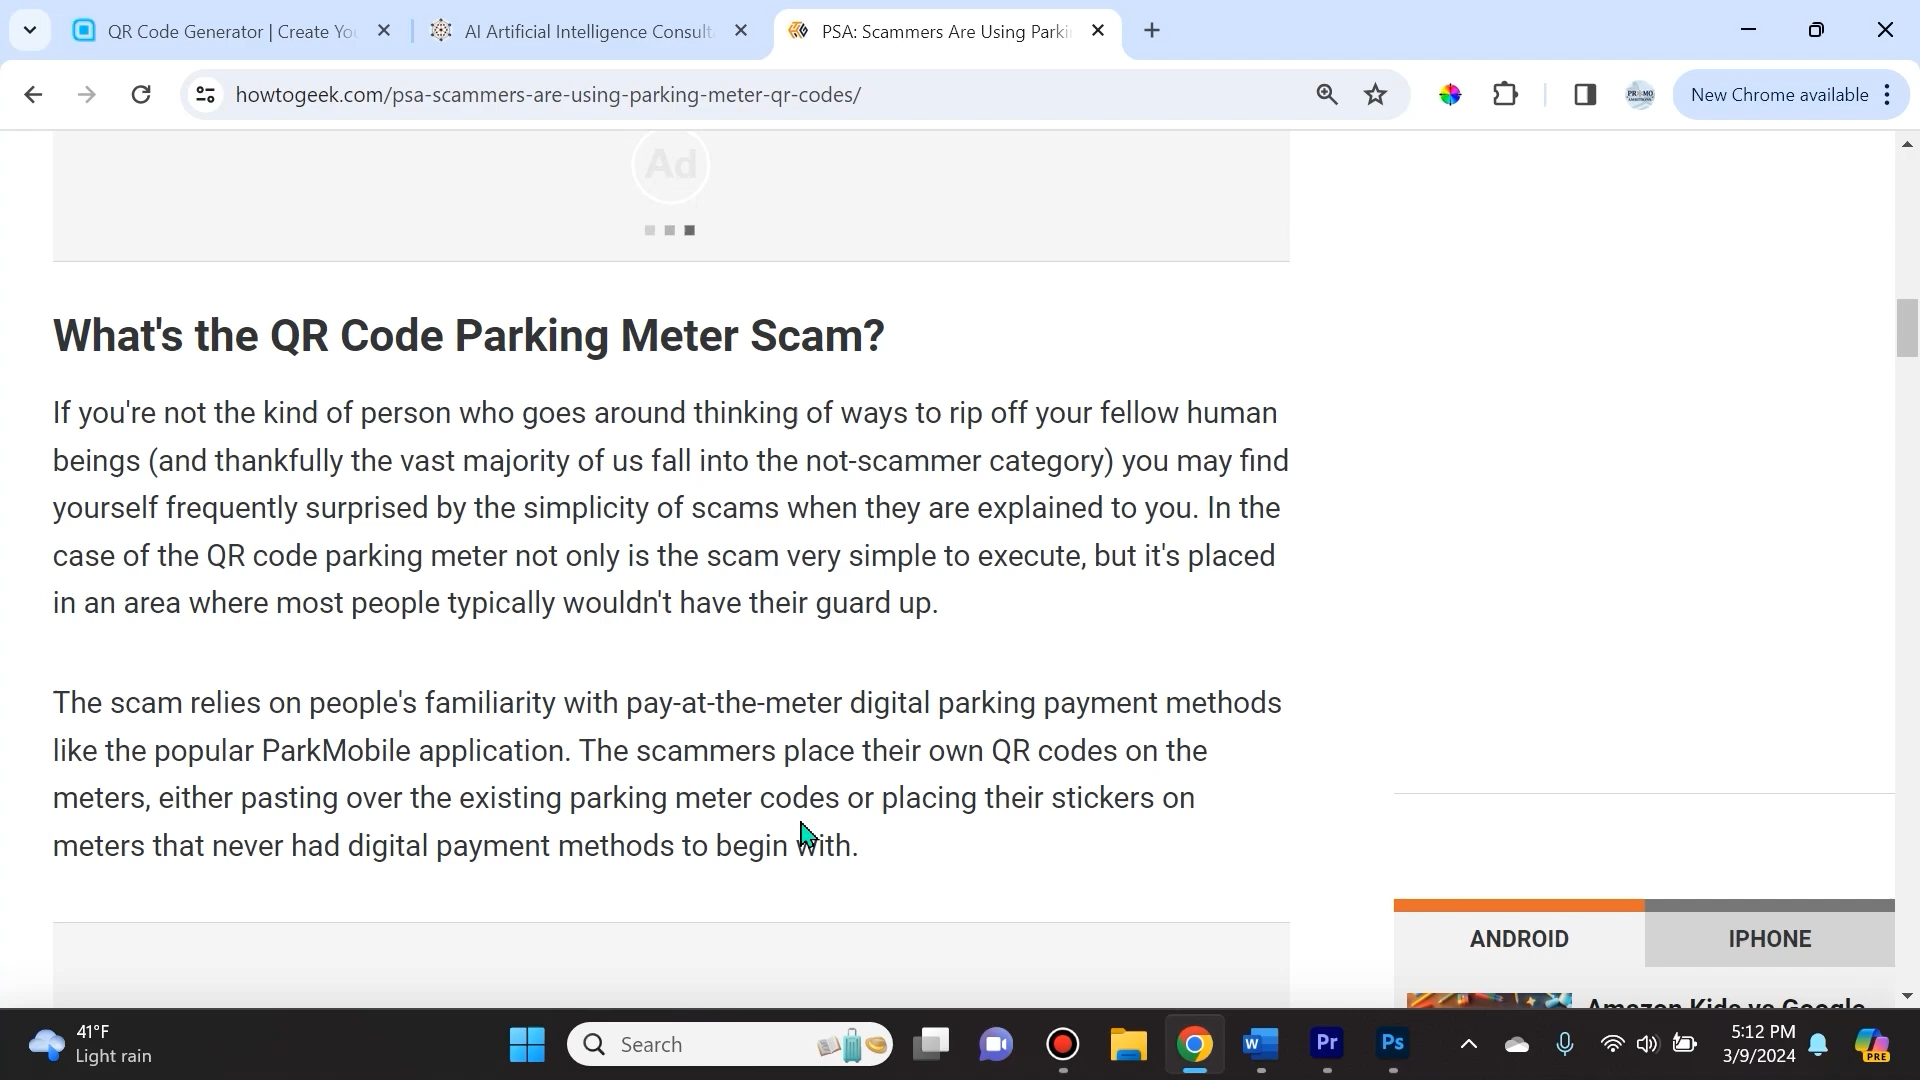 QR Code Generator | Create Yo
AI Artificial Intelligence Consult
PSA: Scammers Are Using Parki
howtogeek.com/psa-scammers-are-using-parking-meter-qr-codes/
PROMO
New Chrome available
Ad
What's the QR Code Parking Meter Scam?
If you're not the kind of person who goes around thinking of ways to rip off your fellow human
beings (and thankfully the vast majority of us fall into the not-scammer category) you may find
yourself frequently surprised by the simplicity of scams when they are explained to you. In the
case of the QR code parking meter not only is the scam very simple to execute, but it's placed
in an area where most people typically wouldn't have their guard up.
The scam relies on people's familiarity with pay-at-the-meter digital parking payment methods
like the popular ParkMobile application. The scammers place their own QR codes on the
meters, either pasting over the existing parking meter codes or placing their stickers on
meters that never had digital payment methods to begin with.
ANDROID
IPHONE
Amazon Kids vs Google
41°F
Light rain
Search
W
Pr
Ps
5:12 PM
3/9/2024
PRE